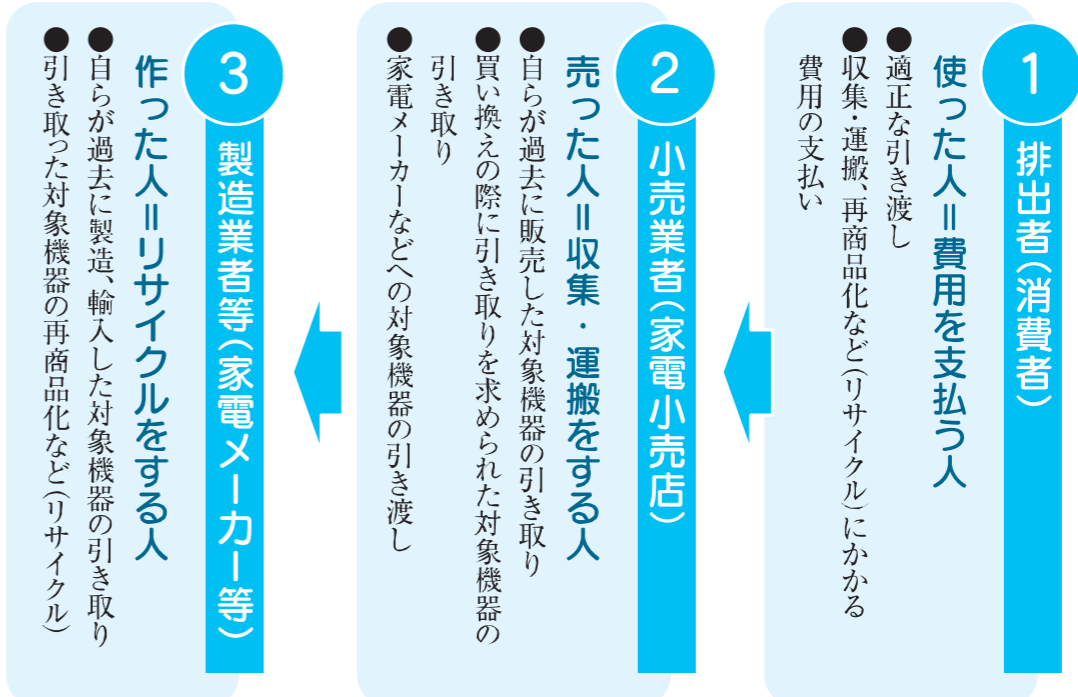 1
排出者(消費者)
使った人=費用を支払う人
●適正な引き渡し
●収集・運搬、再商品化など(リサイクル)にかかる
費用の支払い
2
小売業者(家電小売店)
売った人=収集・運搬をする人
●自らが過去に販売した対象機器の引き取り
●買い換えの際に引き取りを求められた対象機器の
引き取り
●家電メーカーなどへの対象機器の引き渡し
3
製造業者等(家電メーカー等)
作った人=リサイクルをする人
●自らが過去に製造、輸入した対象機器の引き取り
●引き取った対象機器の再商品化など(リサイクル)